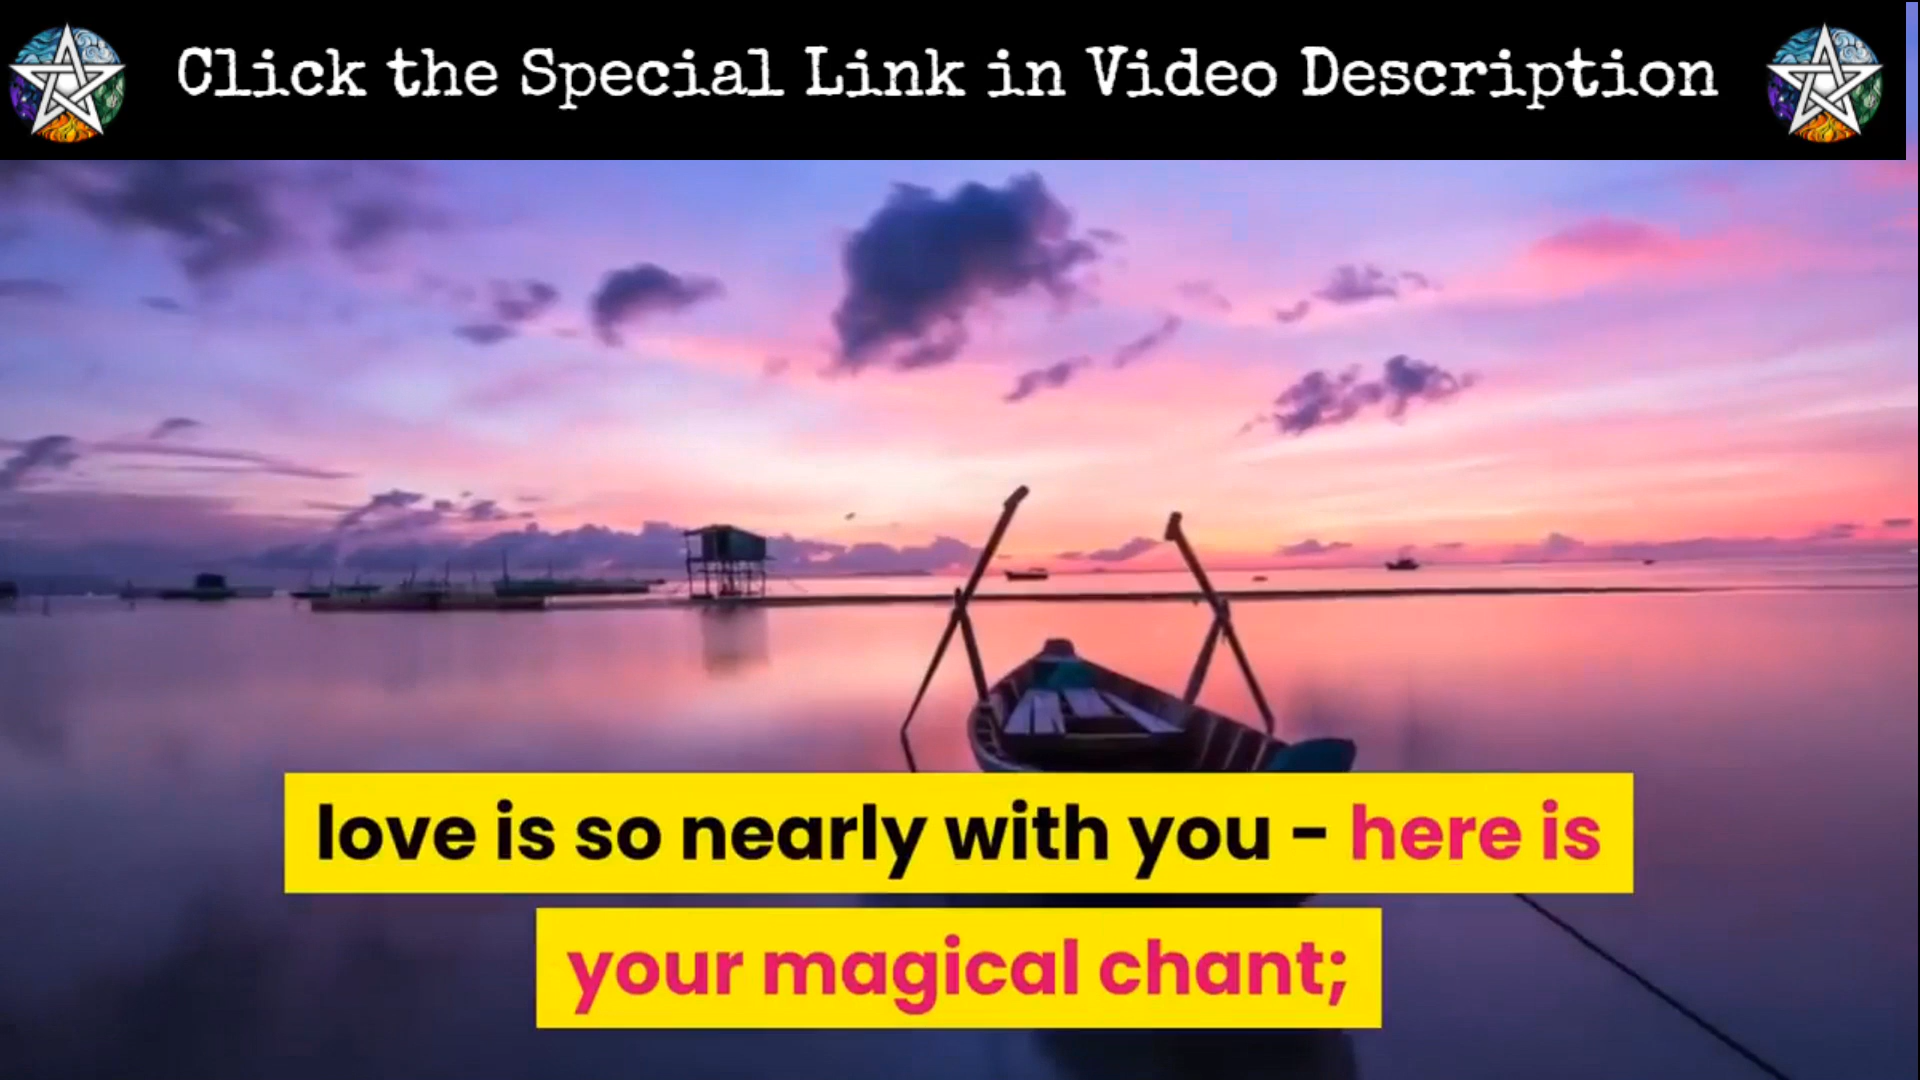 Click the Special Link in Video Description
love is so nearly with you - here is
your magical chant;